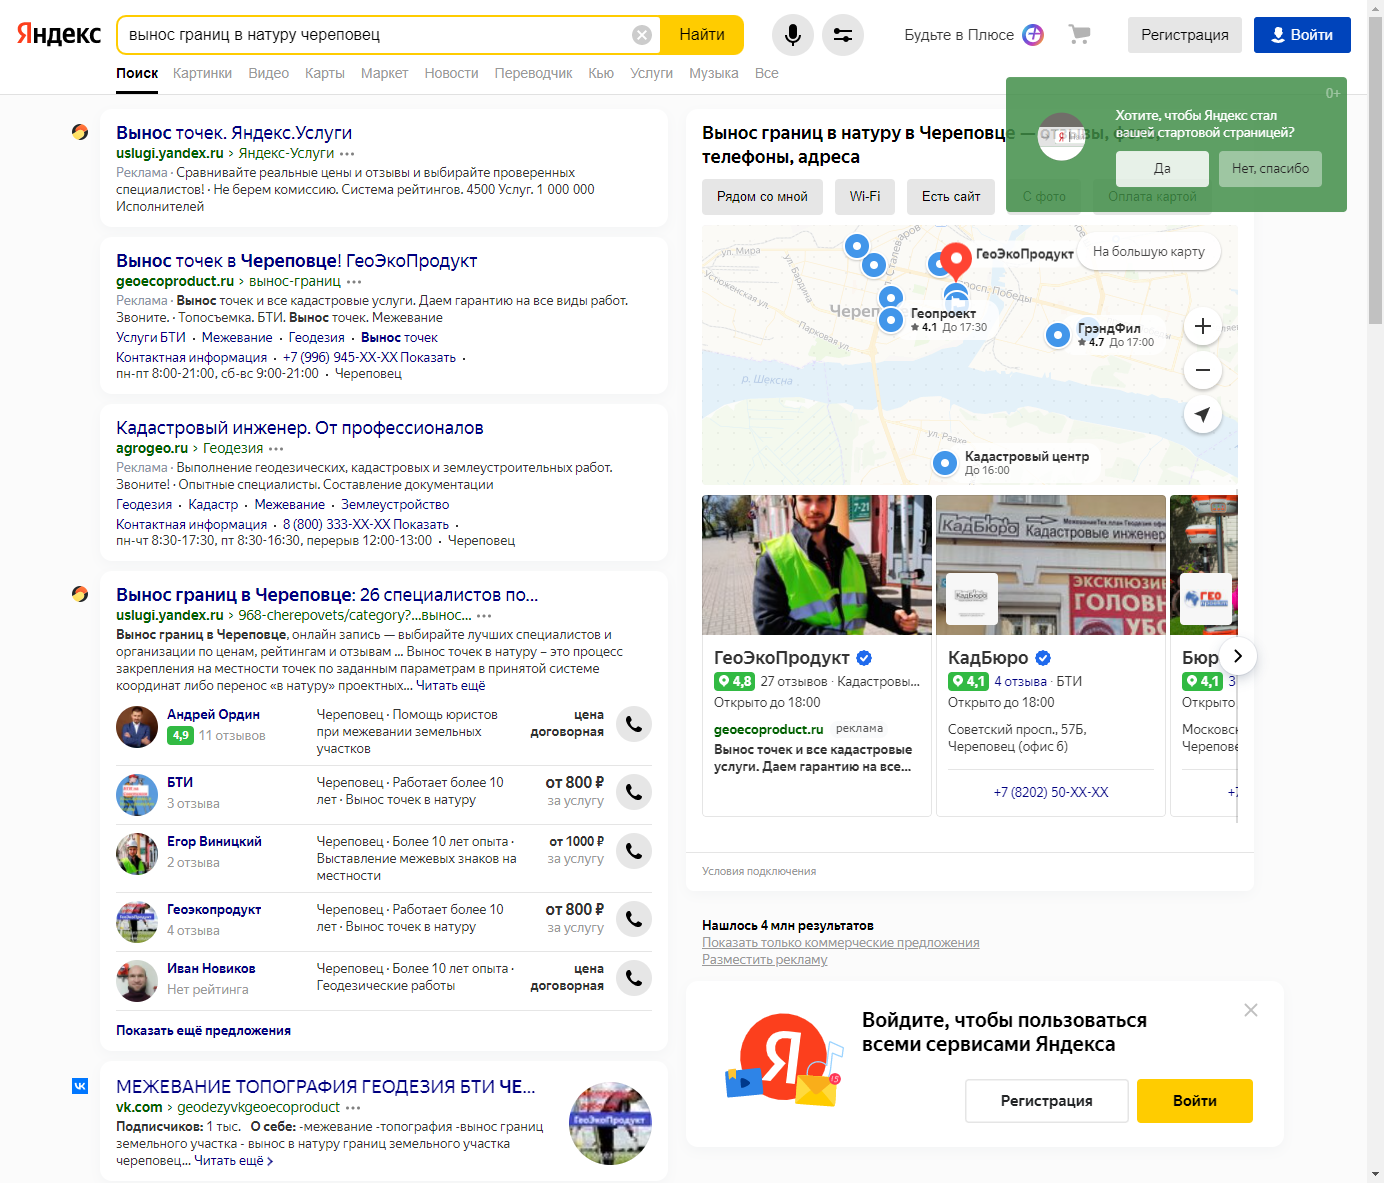 Яндекс
вынос границ в натуру череповец
Найти
Будьте в Плюсе
Регистрация
Войти
Поиск Картинки Видео Карты Маркет Новости Переводчик Кью Услуги Музыка Все
0+
Хотите, чтобы Яндекс стал
вашей стартовой страницей?
Да
Нет, спасибо
Вынос точек. Яндекс.Услуги
uslugi.yandex.ru › Яндекс-Услуги
Реклама · Сравнивайте реальные цены и отзывы и выбирайте проверенных
специалистов! · Не берем комиссию. Система рейтингов. 4500 Услуг. 1 000 000
Исполнителей
Вынос точек в Череповце! ГеоЭкоПродукт
geoecoproduct.ru › вынос-границ
Реклама · Вынос точек и все кадастровые услуги. Даем гарантию на все виды работ.
Звоните. · Топосъемка. БТИ. Вынос точек. Межевание
Услуги БТИ · Межевание · Геодезия · Вынос точек
Контактная информация · +7 (996) 945-XX-XX Показать ·
пн-пт 8:00-21:00, сб-вс 9:00-21:00 · Череповец
Кадастровый инженер. От профессионалов
agrogeo.ru › Геодезия
Реклама · Выполнение геодезических, кадастровых и землеустроительных работ.
Звоните! · Опытные специалисты. Составление документации
Геодезия · Кадастр · Межевание · Землеустройство
Контактная информация · 8 (800) 333-XX-XX Показать ·
пн-чт 8:30-17:30, пт 8:30-16:30, перерыв 12:00-13:00 · Череповец
Вынос границ в Череповце: 26 специалистов по...
uslugi.yandex.ru › 968-cherepovets/category?...вынос...
Вынос границ в Череповце, онлайн запись — выбирайте лучших специалистов и
организации по ценам, рейтингам и отзывам ... Вынос точек в натуру – это процесс
закрепления на местности точек по заданным параметрам в принятой системе
координат либо перенос «в натуру» проектных... Читать ещё
Андрей Ордин
4,9 11 отзывов
Череповец · Помощь юристов
при межевании земельных
участков
цена
договорная
БТИ
3 отзыва
Череповец · Работает более 10
лет · Вынос точек в натуру
от 800 ₽
за услугу
Егор Виницкий
2 отзыва
Череповец · Более 10 лет опыта ·
Выставление межевых знаков на
местности
от 1000 ₽
за услугу
Геоэкопродукт
4 отзыва
Череповец · Работает более 10
лет · Вынос точек в натуру
от 800 ₽
за услугу
Иван Новиков
Нет рейтинга
Череповец · Более 10 лет опыта ·
Геодезические работы
цена
договорная
Показать ещё предложения
МЕЖЕВАНИЕ ТОПОГРАФИЯ ГЕОДЕЗИЯ БТИ ЧЕ...
vk.com › geodezyvkgeoecoproduct
Подписчиков: 1 тыс. О себе: -межевание -топография -вынос границ
земельного участка - вынос в натуру границ земельного участка
череповец... Читать ещё ›
ГеоЭкоПродукт
Вынос границ в натуру в Череповце — отзывы, фото,
телефоны, адреса
Рядом со мной
Wi-Fi
Есть сайт
С фото
Оплата картой
На большую карту
ул. Мира
ул. Бардина
Устюженская ул.
Парковая ул.
просп. Победы
р. Шексна
ГеоЭкоПродукт
Геопроект
4.1 До 17:30
ГрэндФил
4.7 До 17:00
Кадастровый центр
До 16:00
7-21
КадБюро
Кадастровые инженер
ЭКСКЛЮЗИВ
ГОЛОВН
УБО
КадБюро
ГЕО
ГеоЭкоПродукт
4,8 27 отзывов · Кадастровы...
Открыто до 18:00
geoecoproduct.ru реклама
Вынос точек и все кадастровые
услуги. Даем гарантию на все...
КадБюро
4,1 4 отзыва · БТИ
Открыто до 18:00
Советский просп., 57Б,
Череповец (офис 6)
+7 (8202) 50-XX-XX
Бюр
4,1 3
Открыто
Московск
Черепове
+7
Условия подключения
Нашлось 4 млн результатов
Показать только коммерческие предложения
Разместить рекламу
Войдите, чтобы пользоваться
всеми сервисами Яндекса
Я
15
Регистрация
Войти